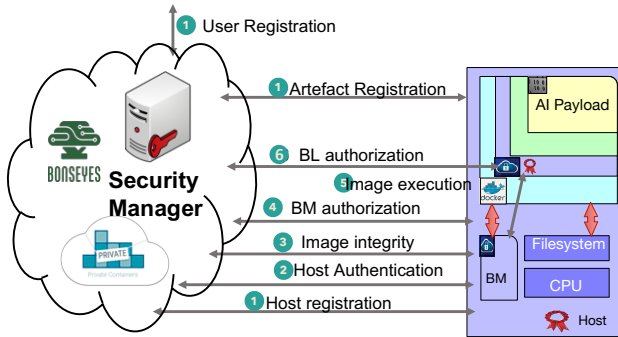 1 User Registration
1 Artefact Registration
AI Payload
6 BL authorization
BONSEYES
Security
Manager
5 Image execution
docker
4 BM authorization
PRIVATE
Private Containers
3 Image integrity
Filesystem
2 Host Authentication
BM
CPU
1 Host registration
Host